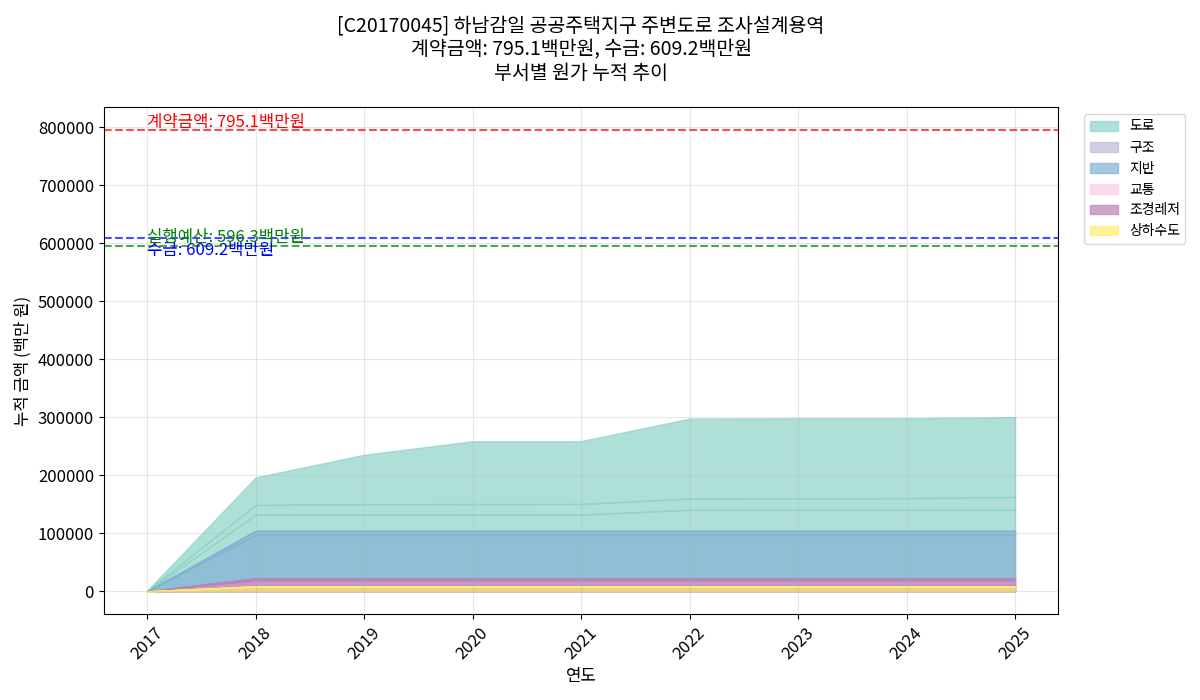 [C20170045] 하남감일 공공주택지구 주변도로 조사설계용역
계약금액: 795.1백만원, 수금: 609.2백만원
부서별 원가 누적 추이
누적 금액 (백만 원)
800000
700000
600000
500000
400000
300000
200000
100000
0
계약금액: 795.1백만원
실행예산: 596.3백만원
수금: 609.2백만원
2017
2018
2019
2020
2021
2022
2023
2024
2025
연도
도로
구조
지반
교통
조경레저
상하수도